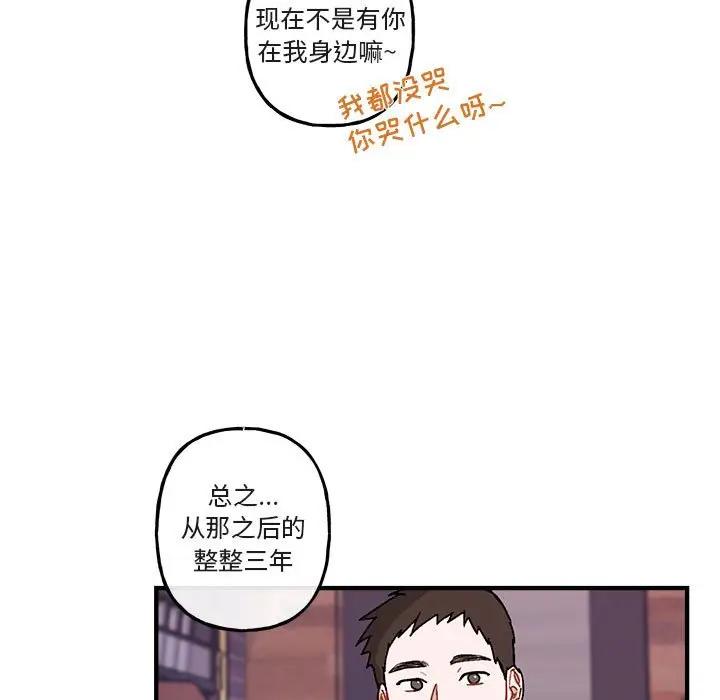 现在不是有你
在我身边嘛~
我都没哭
你哭什么呀~
总之...
从那之后的
整整三年